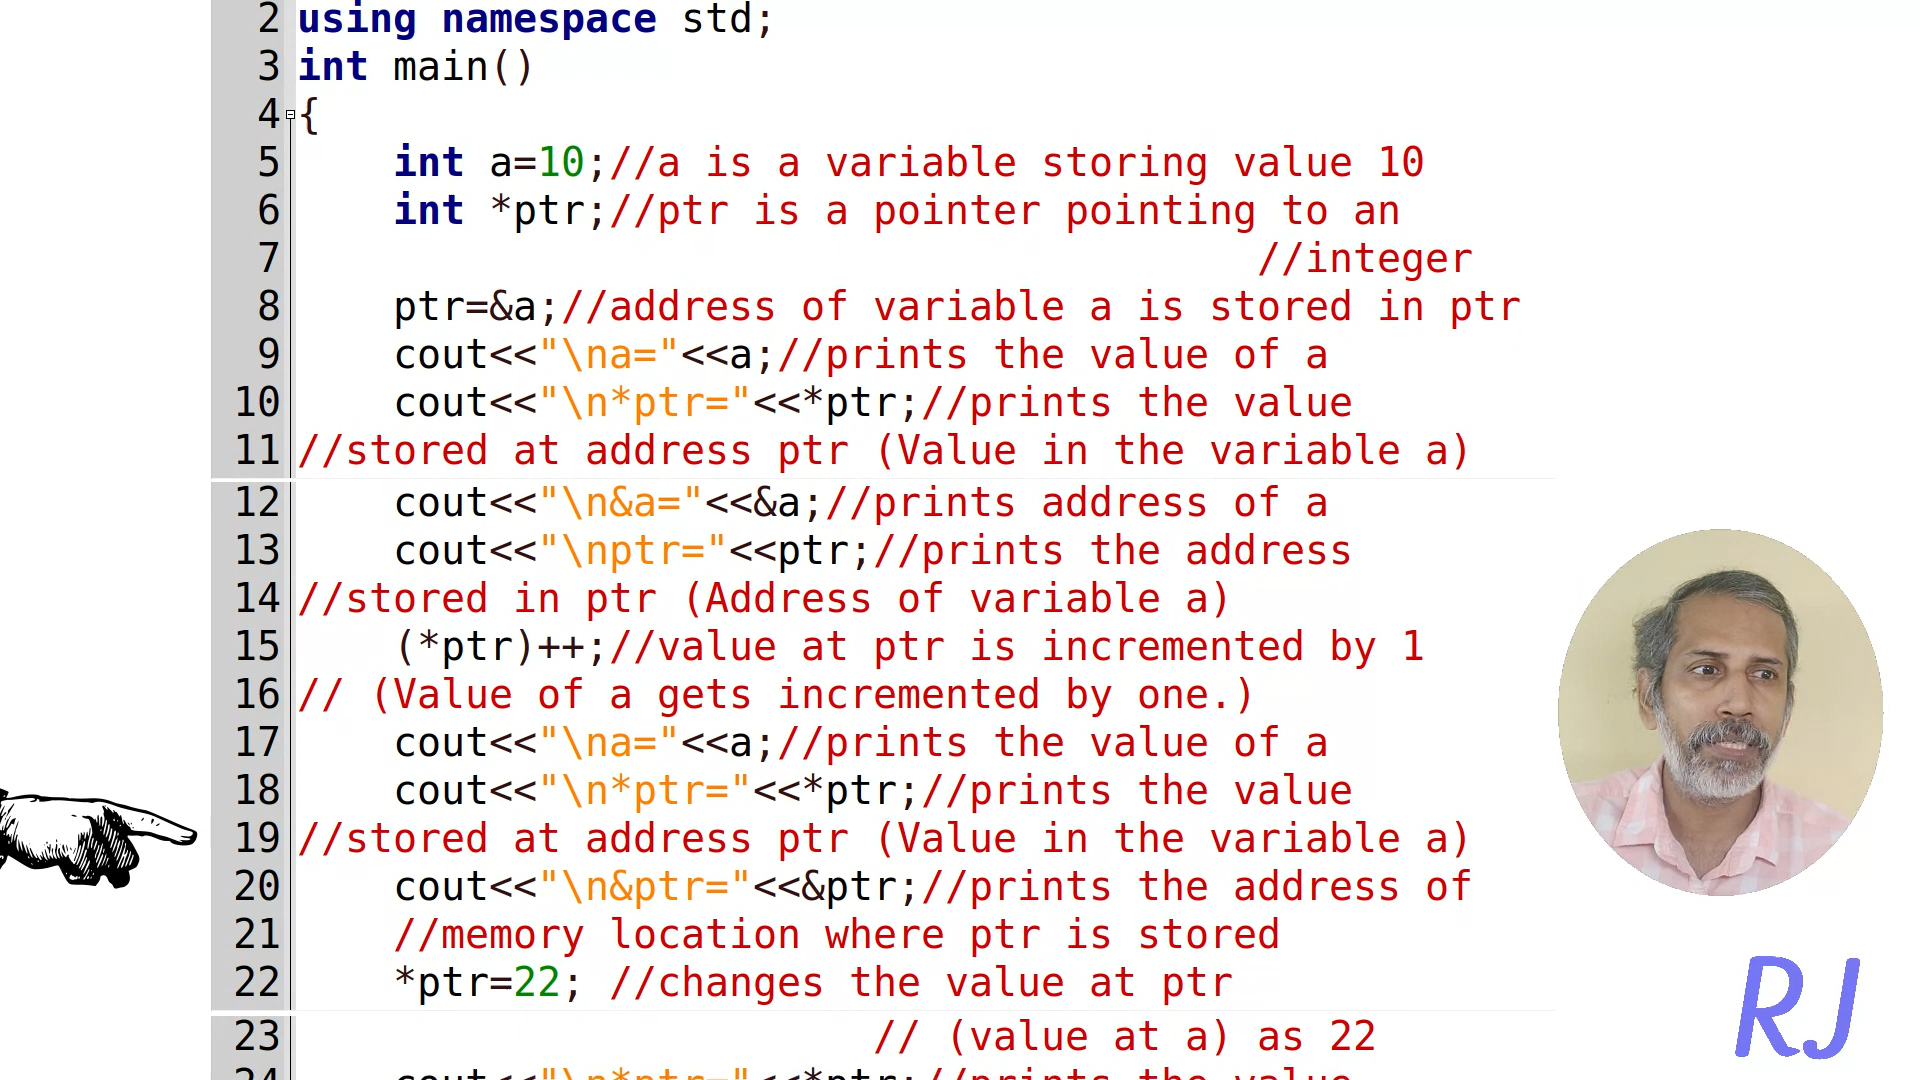 2 using namespace std;
3 int main()
4 {
5 int a=10;//a is a variable storing value 10
6 int *ptr;//ptr is a pointer pointing to an
7 //integer
8 ptr=&a;//address of variable a is stored in ptr
9 cout<<"\na="<<a;//prints the value of a
10 cout<<"\n*ptr="<<*ptr;//prints the value
11 //stored at address ptr (Value in the variable a)
12 cout<<"\n&a="<<&a;//prints address of a
13 cout<<"\nptr="<<ptr;//prints the address
14 //stored in ptr (Address of variable a)
15 (*ptr)++;//value at ptr is incremented by 1
16 // (Value of a gets incremented by one.)
17 cout<<"\na="<<a;//prints the value of a
18 cout<<"\n*ptr="<<*ptr;//prints the value
19 //stored at address ptr (Value in the variable a)
20 cout<<"\n&ptr="<<&ptr;//prints the address of
21 //memory location where ptr is stored
22 *ptr=22; //changes the value at ptr
23 // (value at a) as 22
24 cout<<"\n*ptr="<<*ptr;//prints the value
RJ